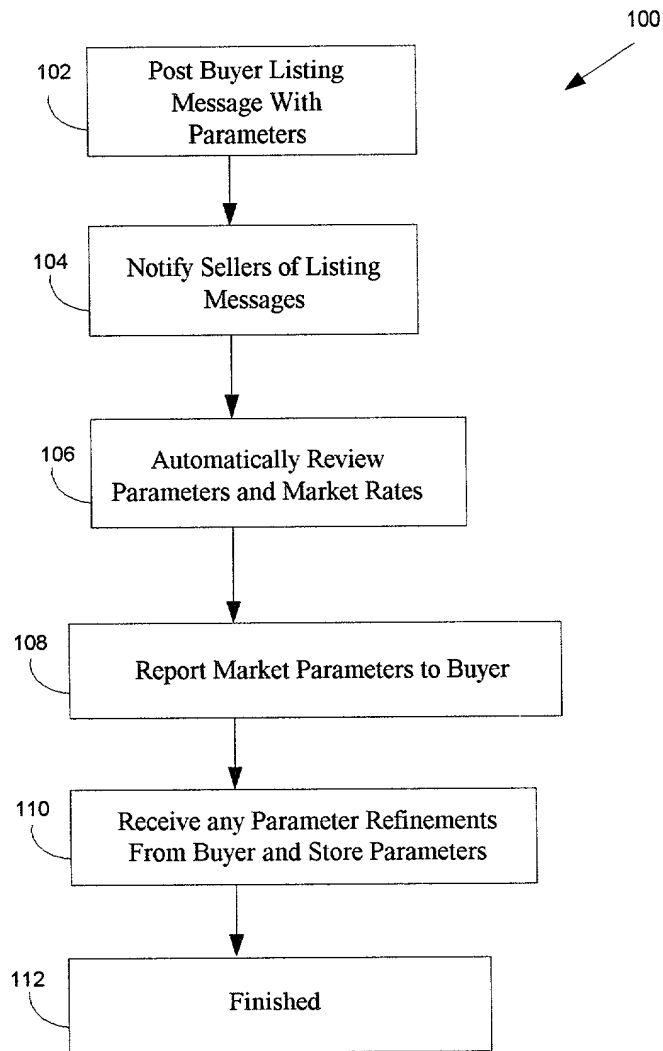 100
102
Post Buyer Listing
Message With
Parameters
104
Notify Sellers of Listing
Messages
106
Automatically Review
Parameters and Market Rates
108
Report Market Parameters to Buyer
110
Receive any Parameter Refinements
From Buyer and Store Parameters
112
Finished